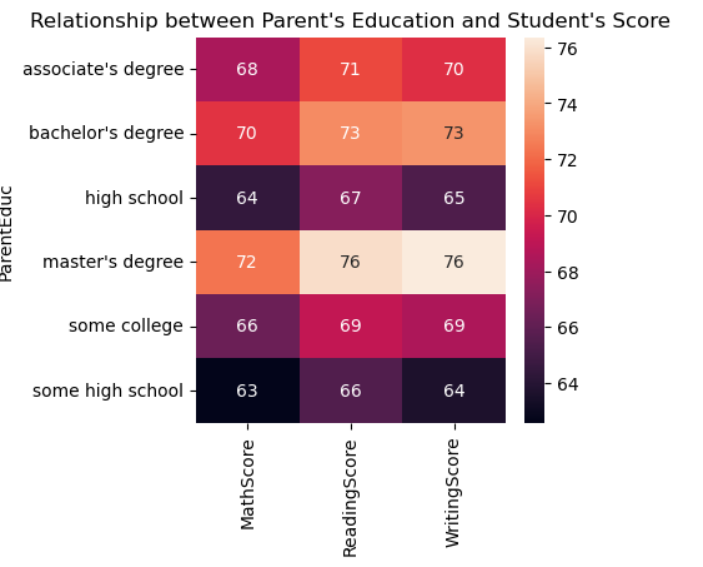 Relationship between Parent's Education and Student's Score
ParentEduc
associate's degree 68 71 70
bachelor's degree 70 73 73
high school 64 67 65
master's degree 72 76 76
some college 66 69 69
some high school 63 66 64
MathScore
ReadingScore
WritingScore
76
74
72
70
68
66
64